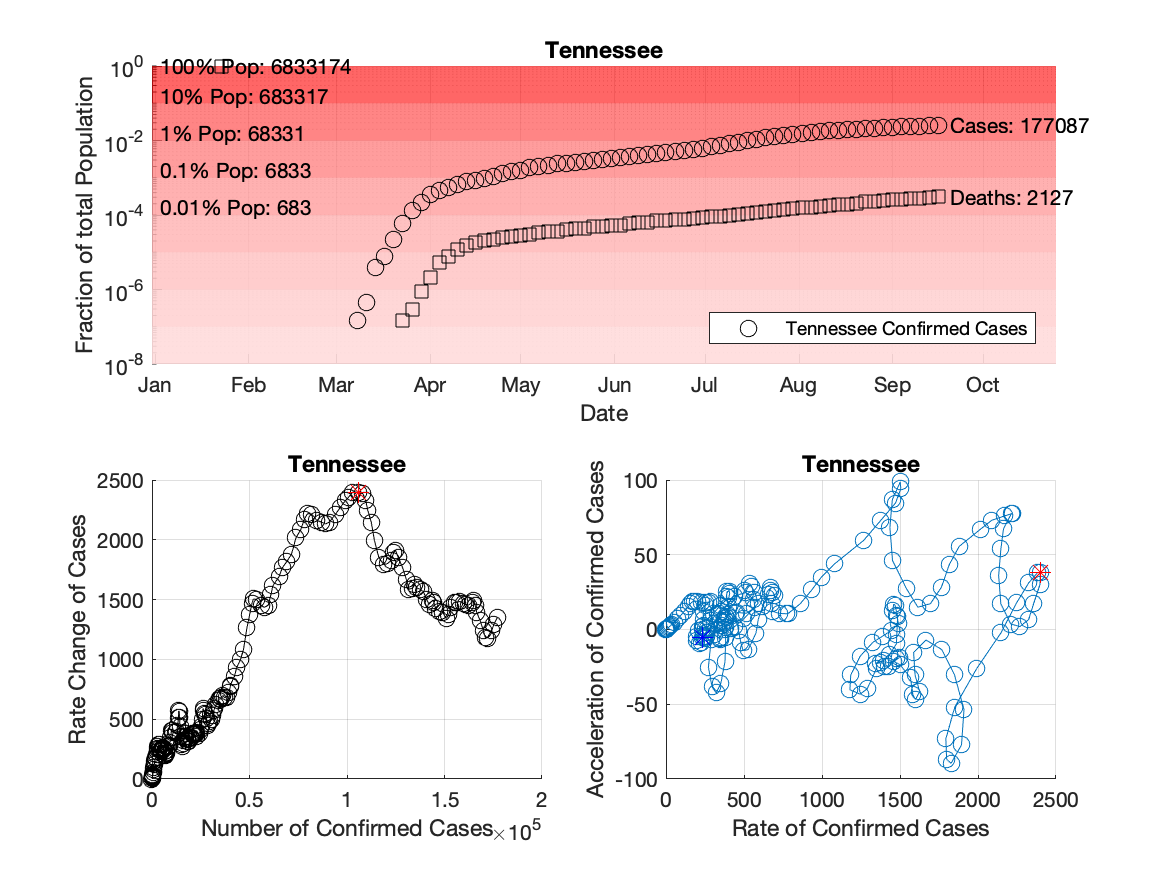 Tennessee
10^0
10^-2
10^-4
10^-6
10^-8
Fraction of total Population
100% Pop: 6833174
10% Pop: 683317
1% Pop: 68331
0.1% Pop: 6833
0.01% Pop: 683
Cases: 177087
Deaths: 2127
Tennessee Confirmed Cases
Jan Feb Mar Apr May Jun Jul Aug Sep Oct
Date
Tennessee
2500
2000
1500
1000
500
0
Rate Change of Cases
0 0.5 1 1.5 2
Number of Confirmed Cases ×10^5
Tennessee
100
50
0
-50
-100
Acceleration of Confirmed Cases
0 500 1000 1500 2000 2500
Rate of Confirmed Cases